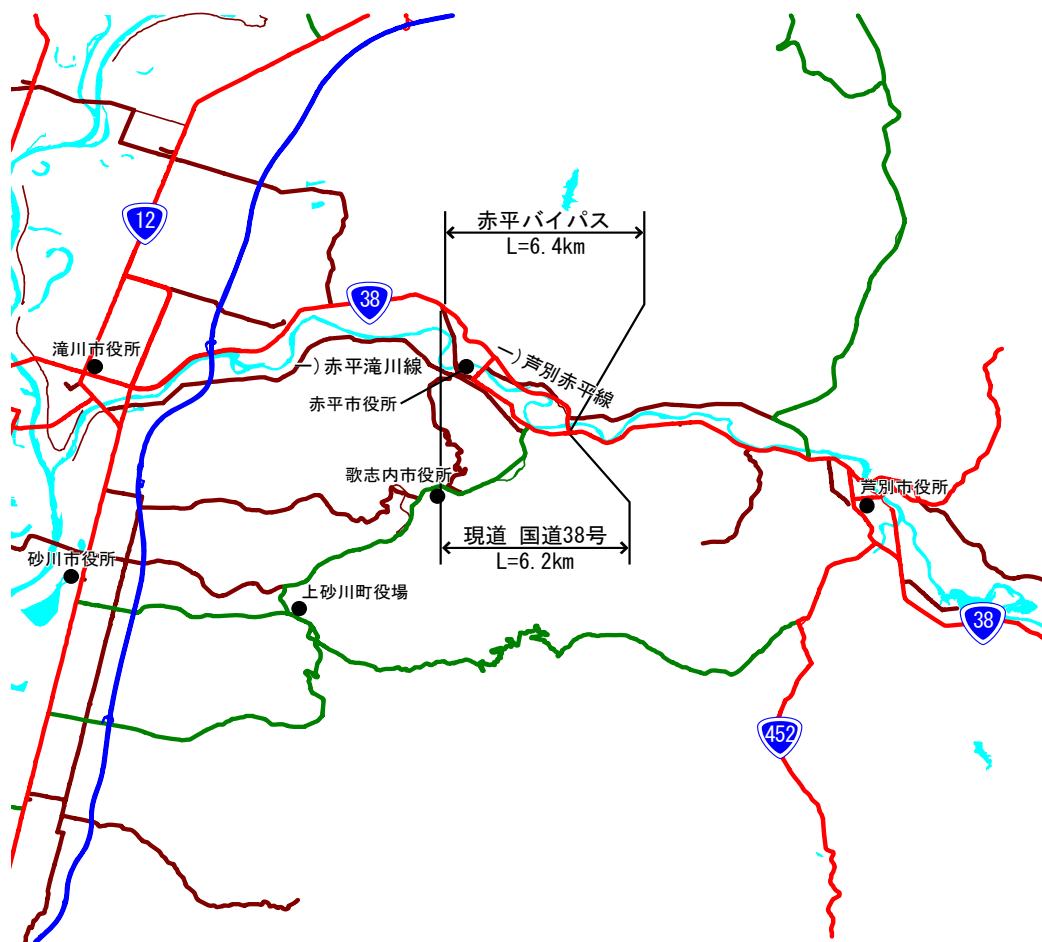 12
赤平バイパス
L=6.4km
38
滝川市役所
一)赤平滝川線
一)芦別赤平線
赤平市役所
歌志内市役所
芦別市役所
現道 国道38号
L=6.2km
砂川市役所
上砂川町役場
38
452